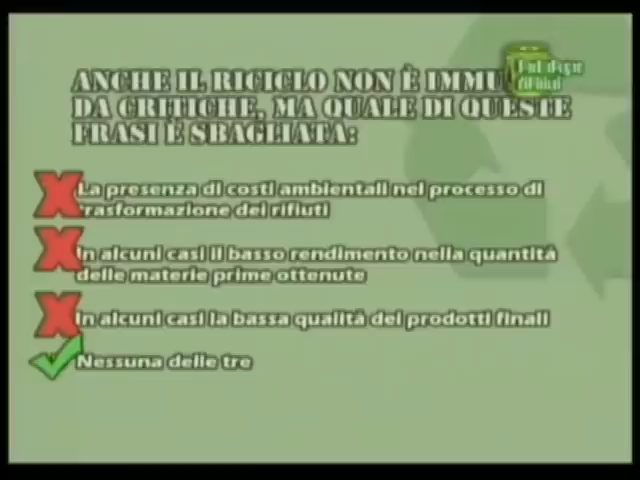 ANCHE IL RICICLO NON È IMMU
DA CRITICHE, MA QUALE DI QUESTE
FRASI È SBAGLIATA:
La presenza di costi ambientali nel processo di
trasformazione dei rifiuti
In alcuni casi il basso rendimento nella quantità
delle materie prime ottenute
In alcuni casi la bassa qualità dei prodotti finali
Nessuna delle tre